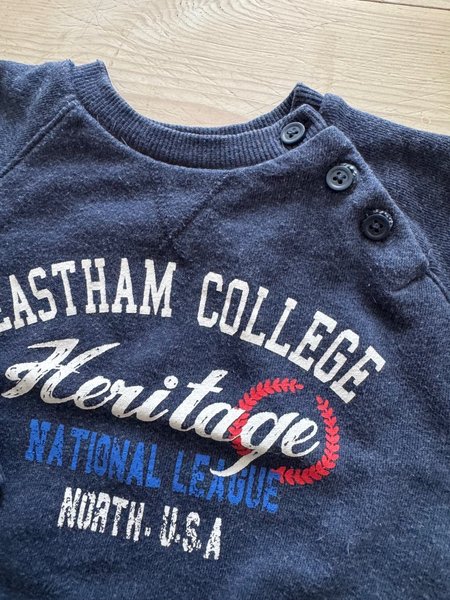 EASTHAM COLLEGE
Heritage
NATIONAL LEAGUE
NORTH. U.S.A